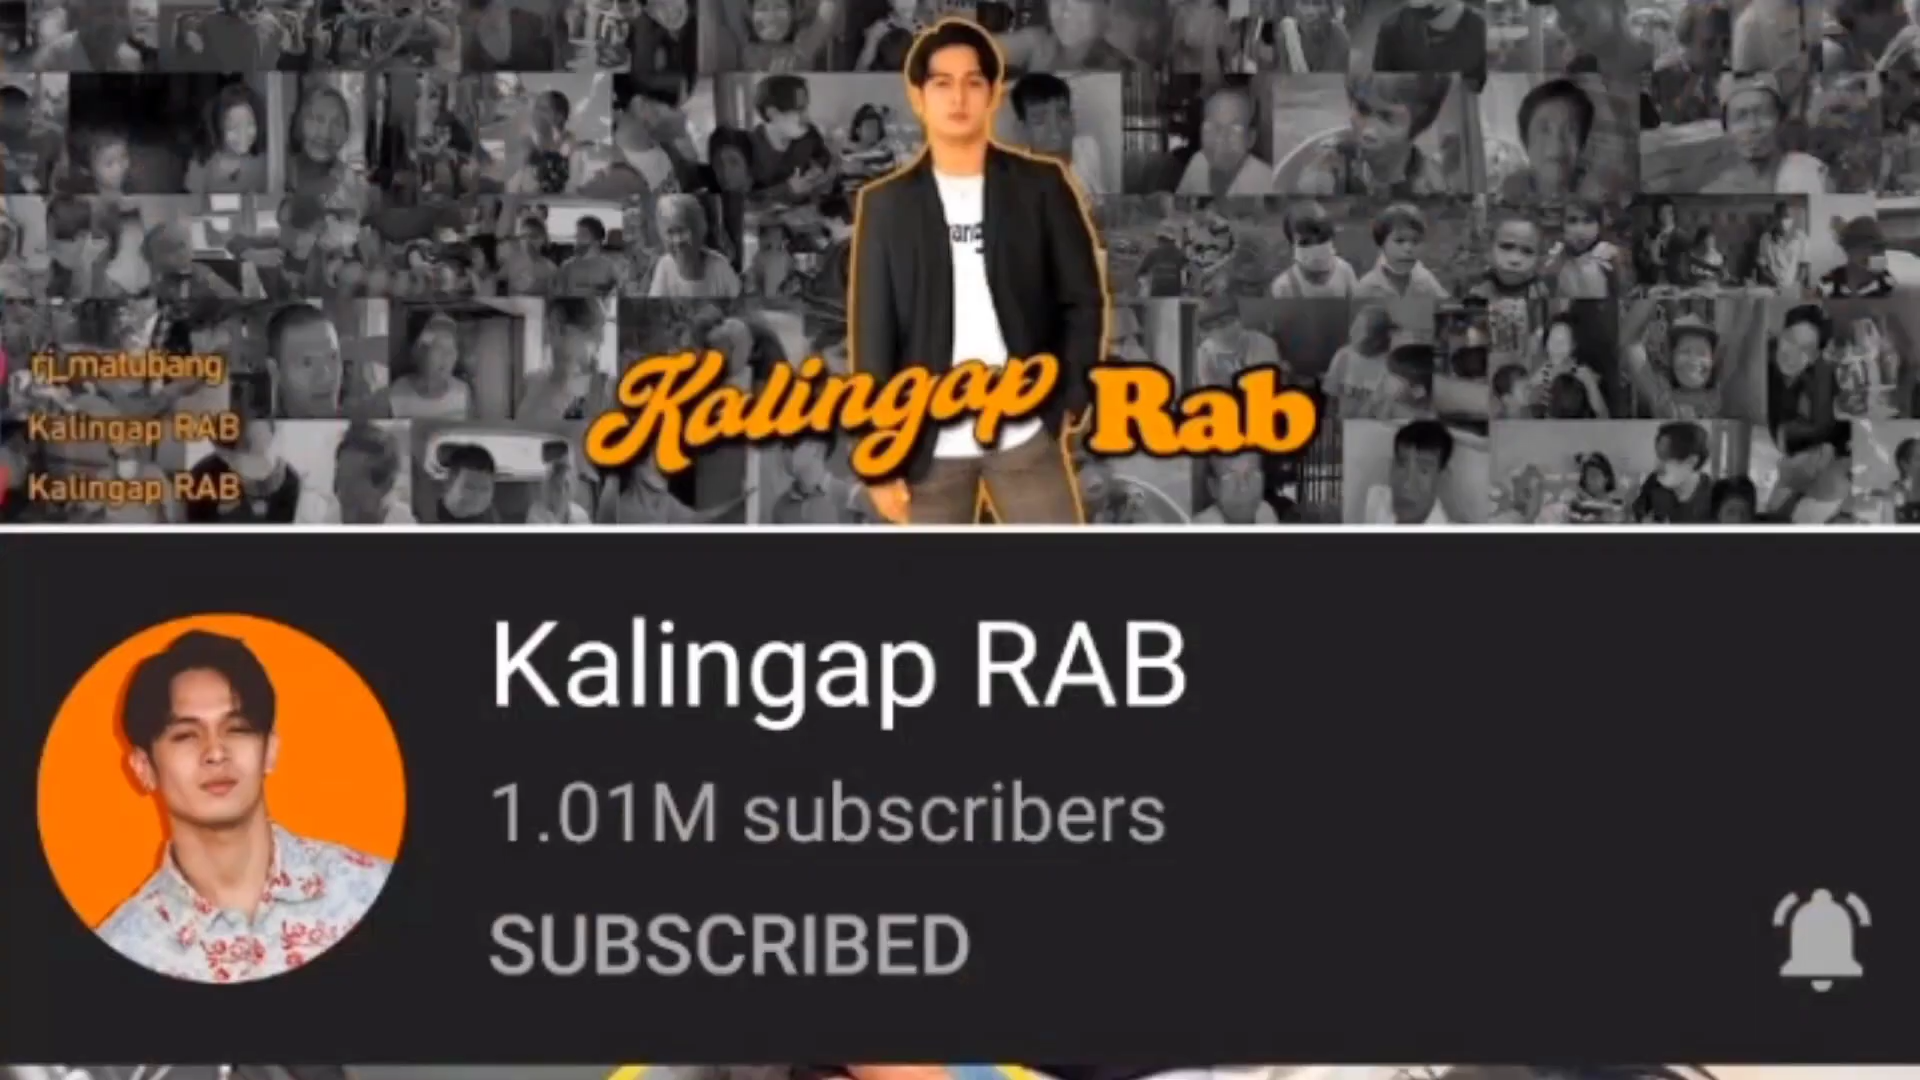 rj_matubang
Kalingap RAB
Kalingap RAB
Kalingap Rab
Kalingap RAB
1.01M subscribers
SUBSCRIBED